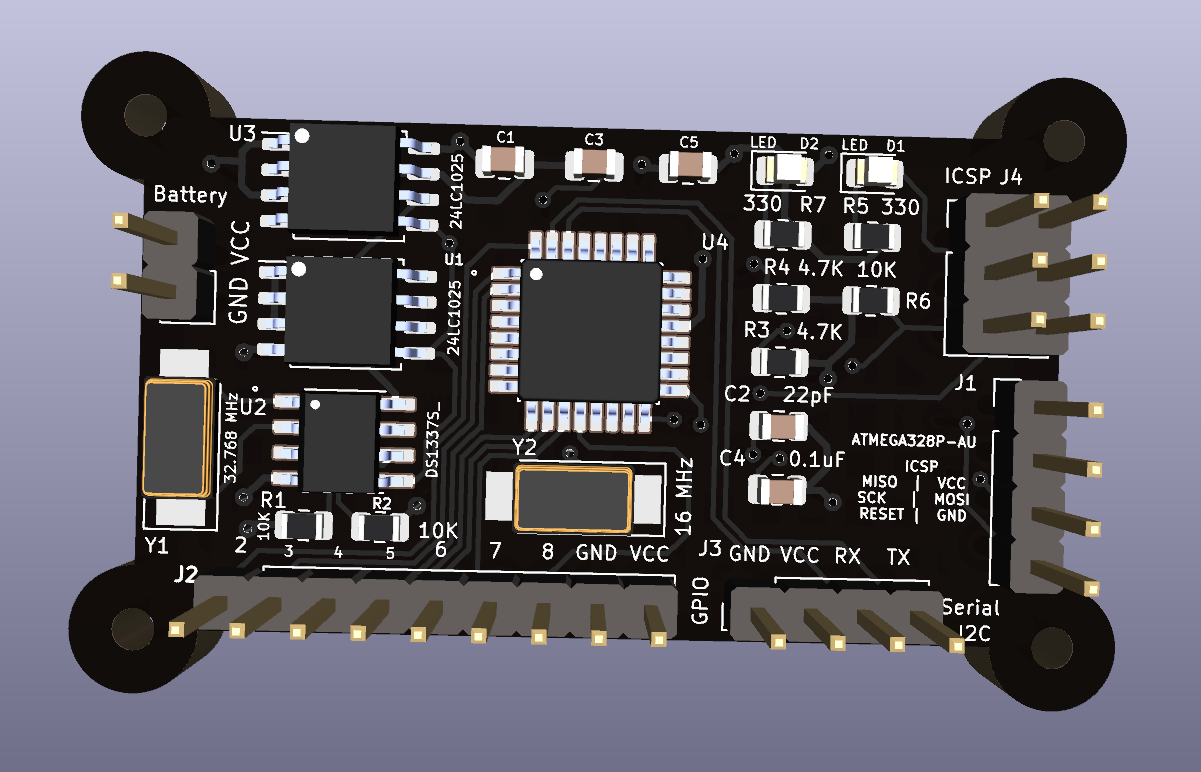 U3
C1
C3
C5
LED D2
LED D1
ICSP J4
Battery
24LC1025
330 R7
R5 330
U4
GND VCC
U1
R4 4.7K
10K
24LC1025
R6
R3
4.7K
J1
C2
22pF
U2
32.768 MHz
DS1337S_
Y2
ATMEGA328P-AU
C4
0.1uF
ICSP
MISO | VCC
SCK | MOSI
RESET | GND
16 MHz
R1
10K
R2
10K
Y1
2
3
4
5
6
7
8
GND
VCC
J3
GND
VCC
RX
TX
J2
GPIO
Serial
I2C